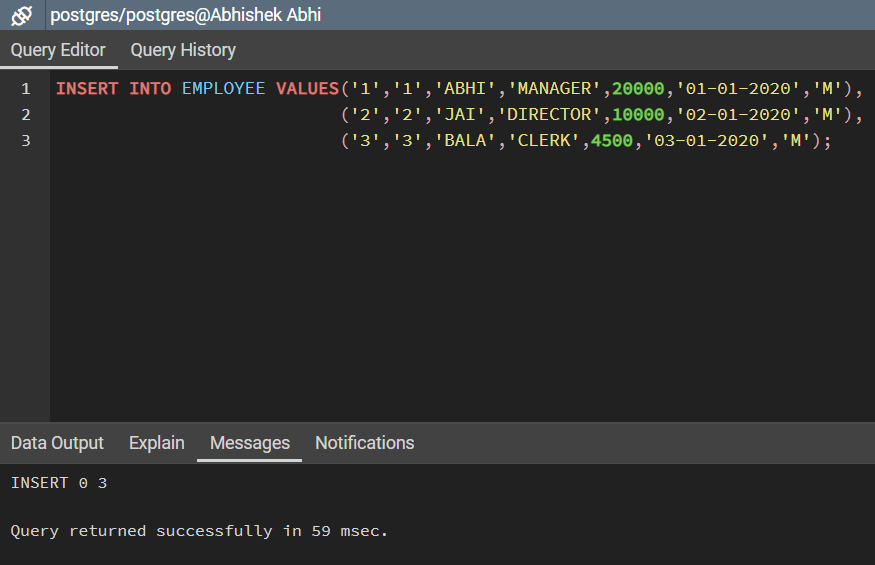 postgres/postgres@Abhishek Abhi
Query Editor Query History
1 INSERT INTO EMPLOYEE VALUES('1','1','ABHI','MANAGER',20000,'01-01-2020','M'),
2 ('2','2','JAI','DIRECTOR',10000,'02-01-2020','M'),
3 ('3','3','BALA','CLERK',4500,'03-01-2020','M');
Data Output Explain Messages Notifications
INSERT 0 3
Query returned successfully in 59 msec.